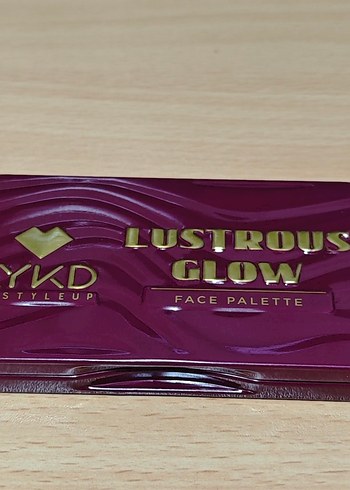 YKD
STYLEUP
LUSTROUS
GLOW
FACE PALETTE